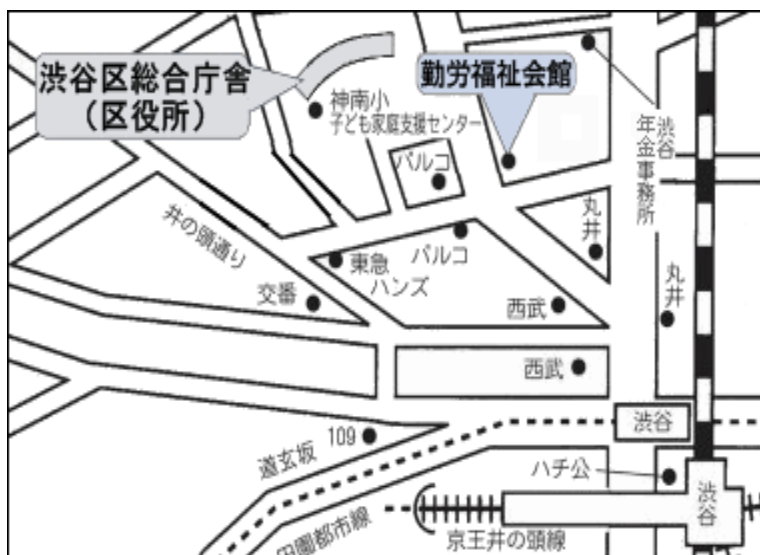 渋谷区総合庁舎
（区役所）
勤労福祉会館
神南小
子ども家庭支援センター
パルコ
渋谷
年金事務所
丸井
井の頭通り
東急
ハンズ
パルコ
交番
西武
丸井
西武
渋谷
109
道玄坂
ハチ公
渋谷
田園都市線
京王井の頭線